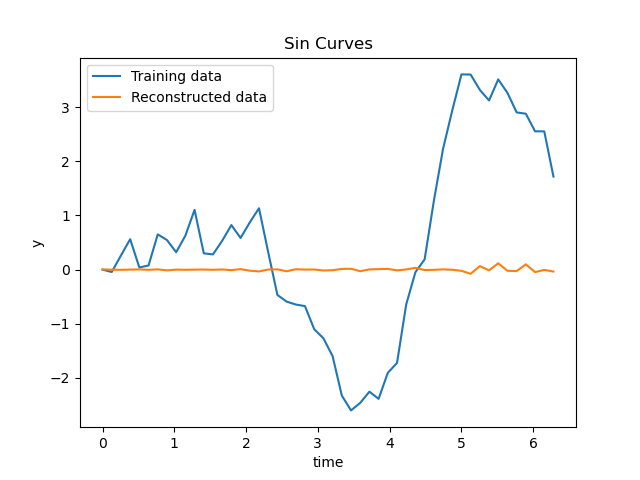 Sin Curves
Training data
Reconstructed data
y
3
2
1
0
−1
−2
0 1 2 3 4 5 6
time